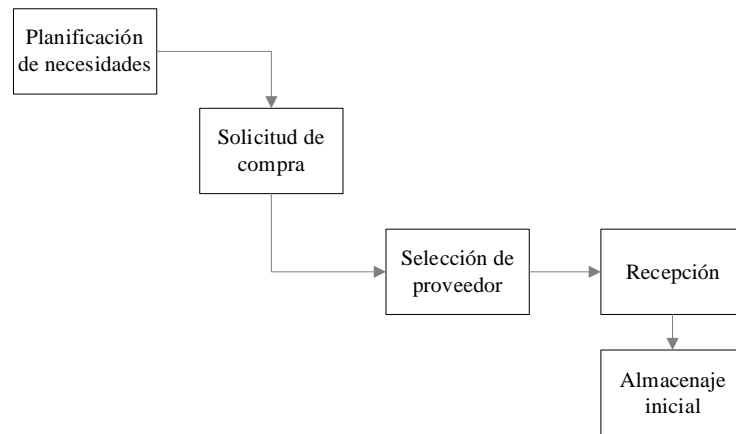 Planificación
de necesidades
Solicitud de
compra
Selección de
proveedor
Recepción
Almacenaje
inicial